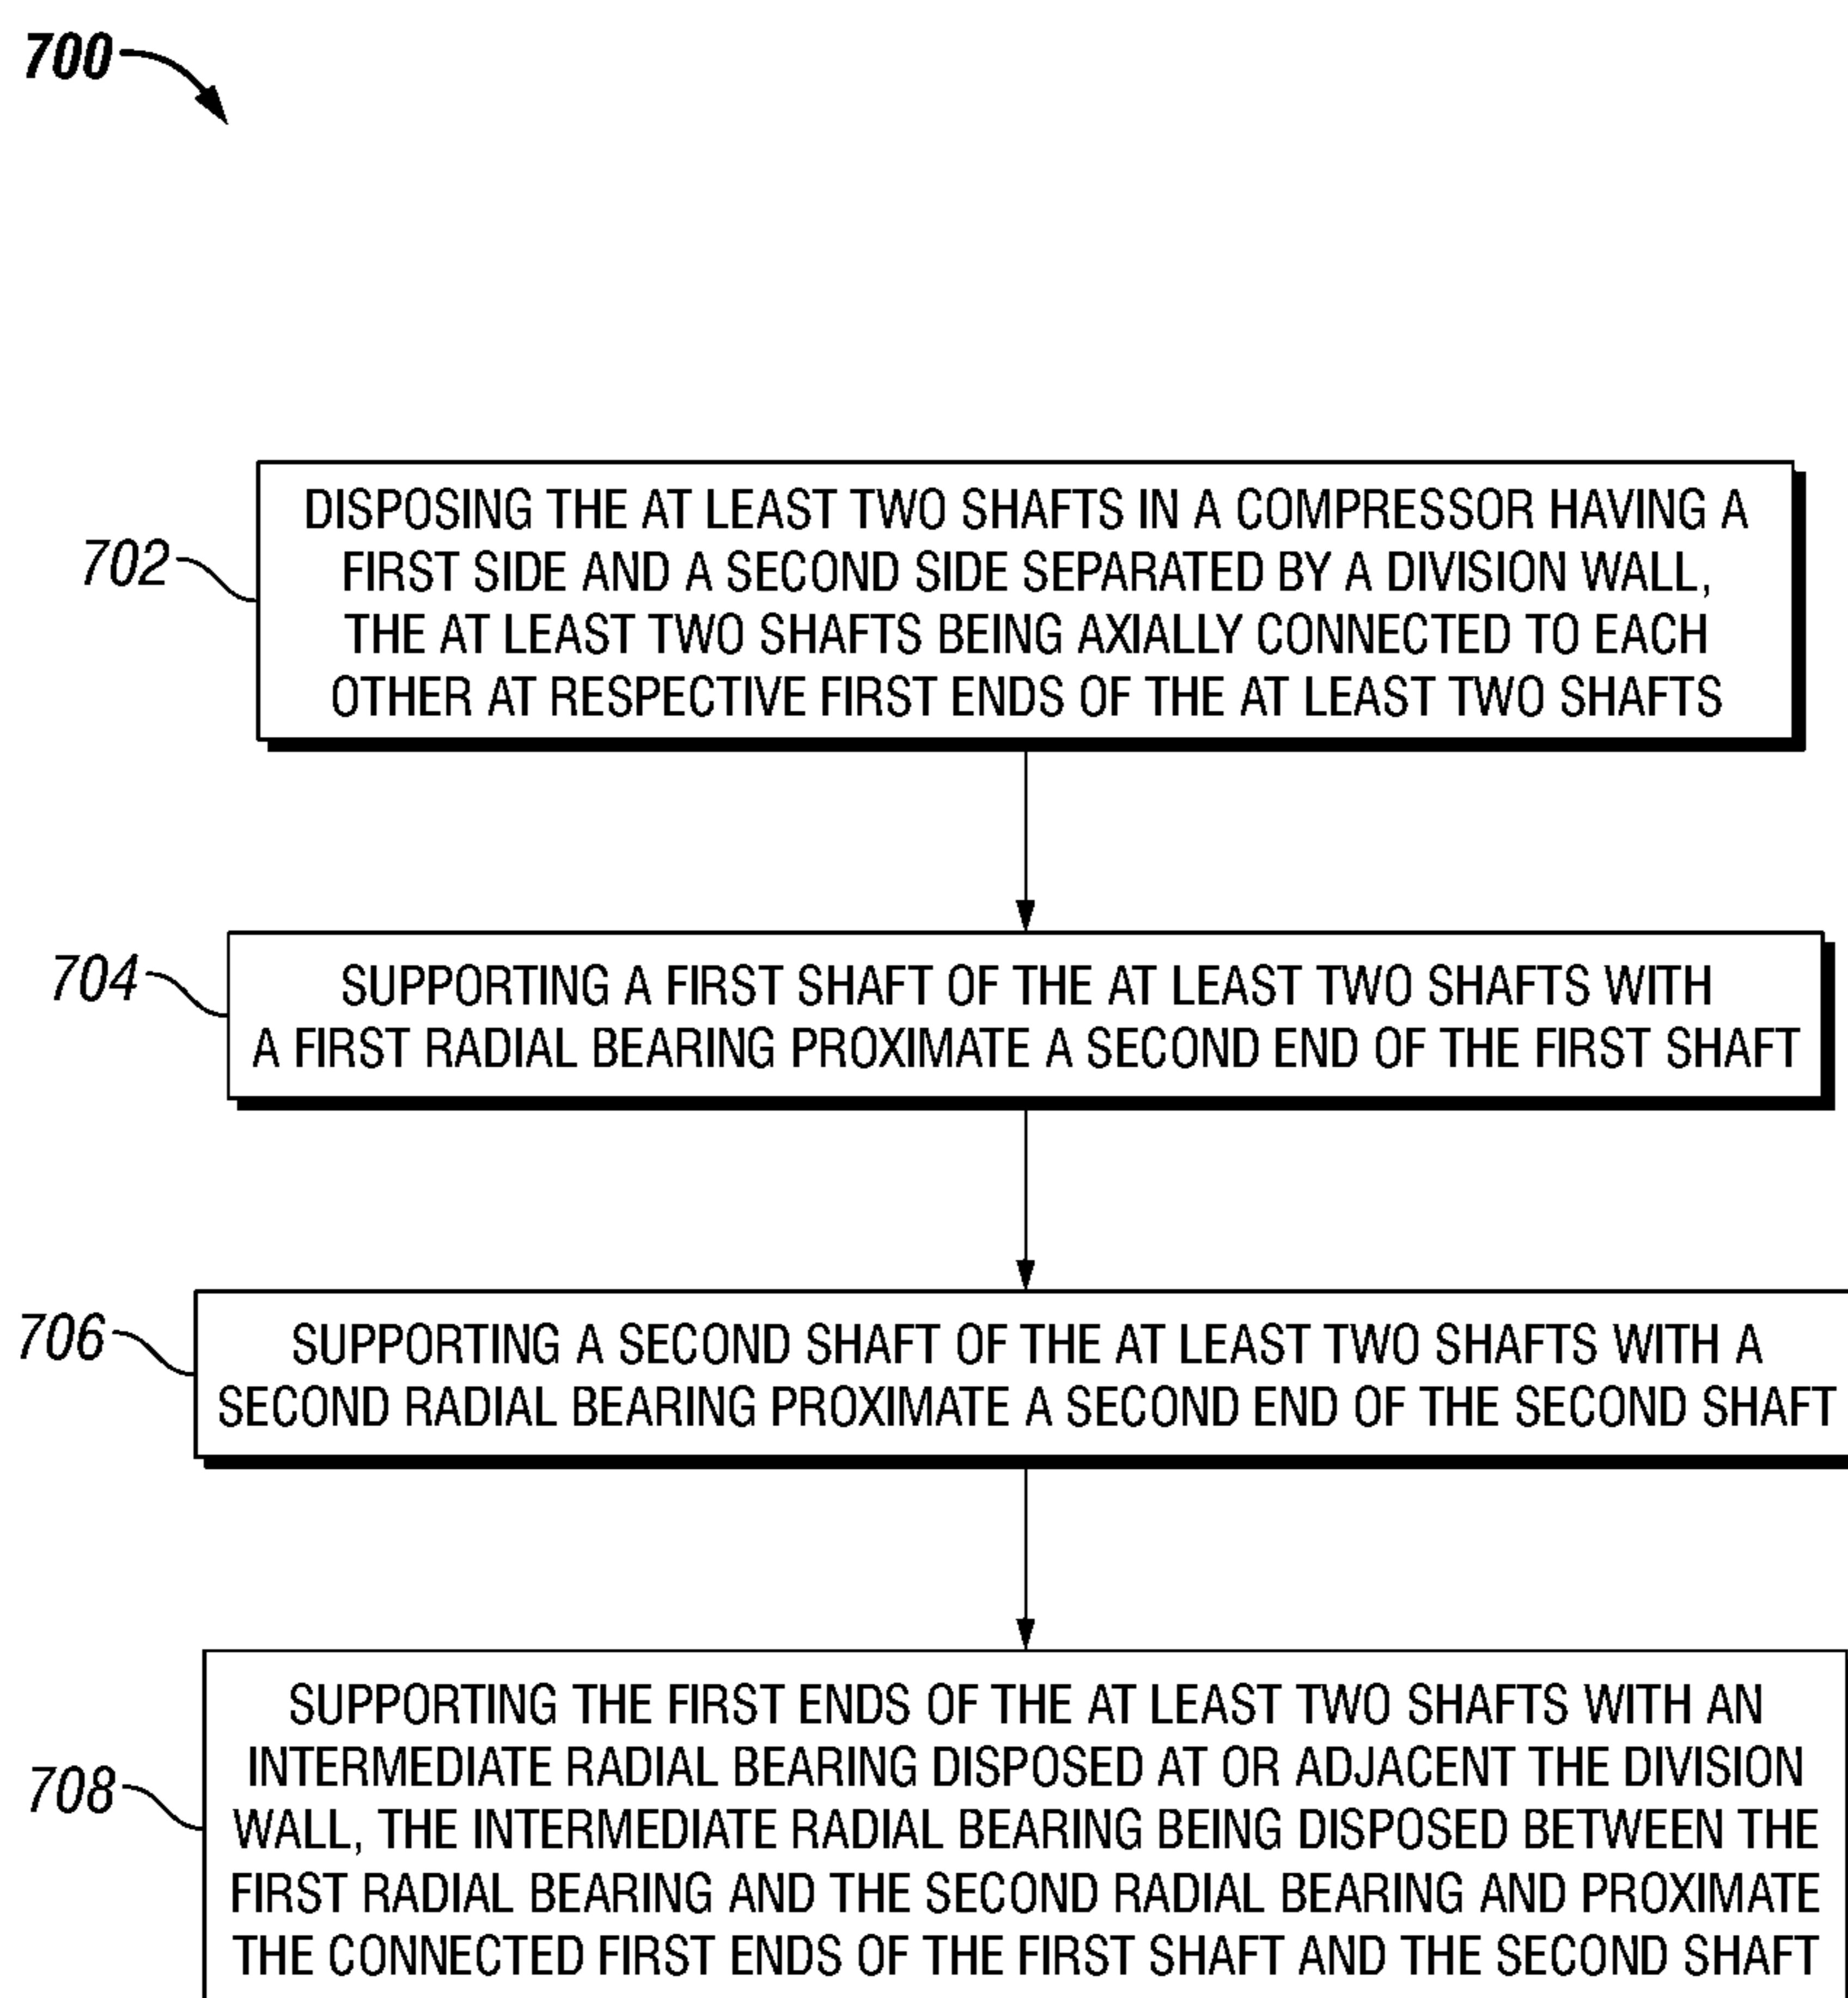 700
702
DISPOSING THE AT LEAST TWO SHAFTS IN A COMPRESSOR HAVING A
FIRST SIDE AND A SECOND SIDE SEPARATED BY A DIVISION WALL,
THE AT LEAST TWO SHAFTS BEING AXIALLY CONNECTED TO EACH
OTHER AT RESPECTIVE FIRST ENDS OF THE AT LEAST TWO SHAFTS
704
SUPPORTING A FIRST SHAFT OF THE AT LEAST TWO SHAFTS WITH
A FIRST RADIAL BEARING PROXIMATE A SECOND END OF THE FIRST SHAFT
706
SUPPORTING A SECOND SHAFT OF THE AT LEAST TWO SHAFTS WITH A
SECOND RADIAL BEARING PROXIMATE A SECOND END OF THE SECOND SHAFT
708
SUPPORTING THE FIRST ENDS OF THE AT LEAST TWO SHAFTS WITH AN
INTERMEDIATE RADIAL BEARING DISPOSED AT OR ADJACENT THE DIVISION
WALL, THE INTERMEDIATE RADIAL BEARING BEING DISPOSED BETWEEN THE
FIRST RADIAL BEARING AND THE SECOND RADIAL BEARING AND PROXIMATE
THE CONNECTED FIRST ENDS OF THE FIRST SHAFT AND THE SECOND SHAFT